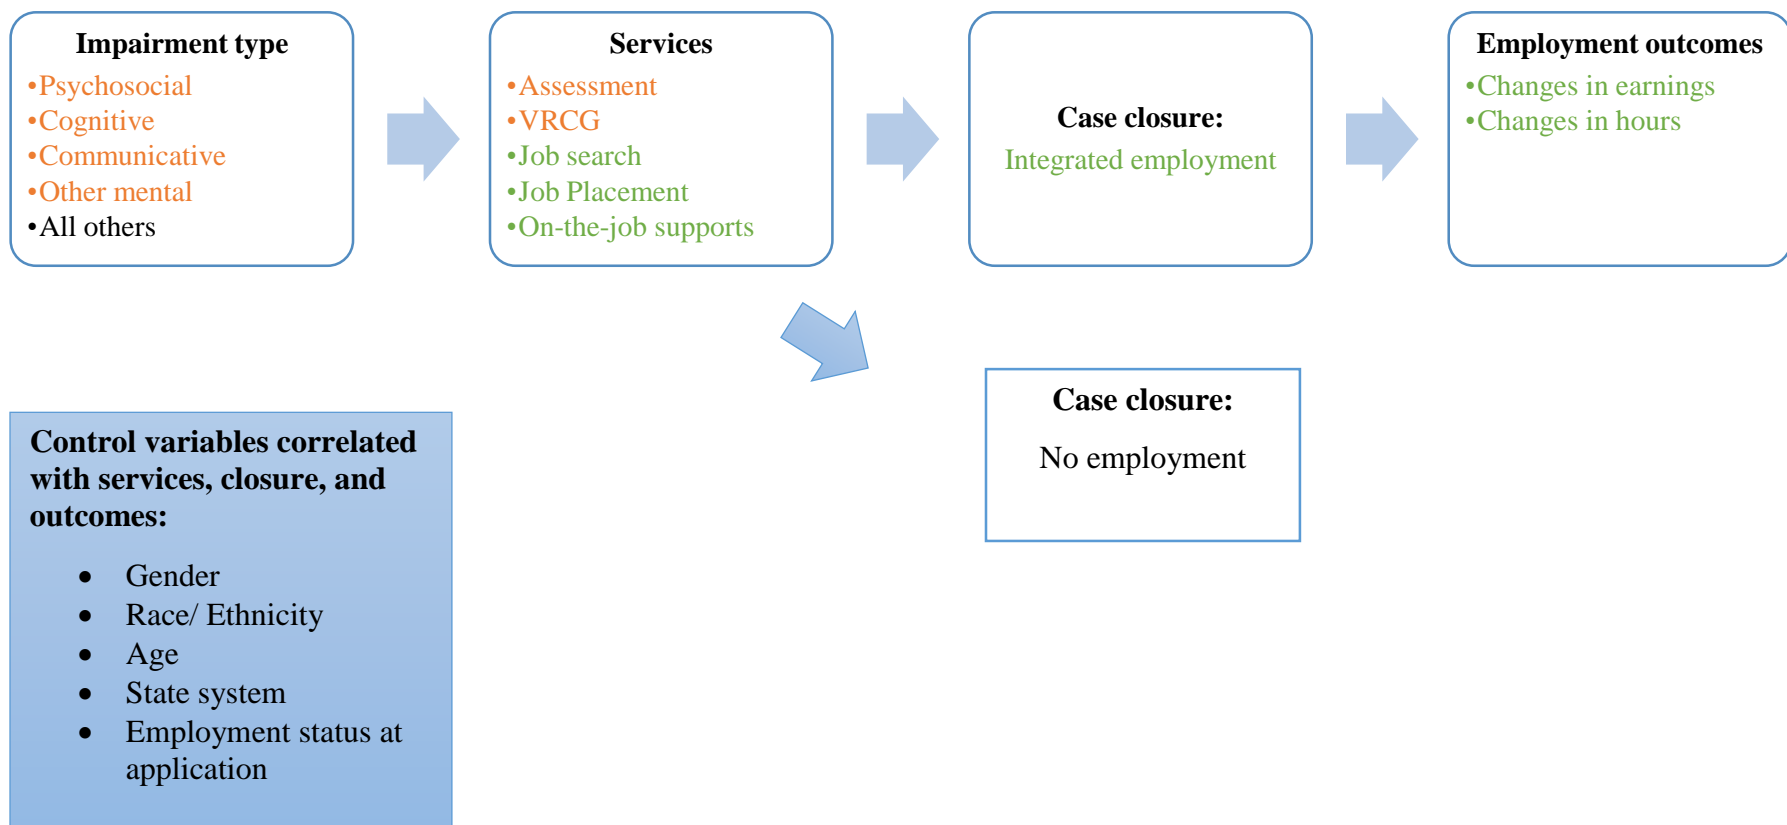 Impairment type
•Psychosocial
•Cognitive
•Communicative
•Other mental
•All others
Services
•Assessment
•VRCG
•Job search
•Job Placement
•On-the-job supports
Case closure:
Integrated employment
Employment outcomes
•Changes in earnings
•Changes in hours
Case closure:
No employment
Control variables correlated
with services, closure, and
outcomes:
• Gender
• Race/ Ethnicity
• Age
• State system
• Employment status at
application